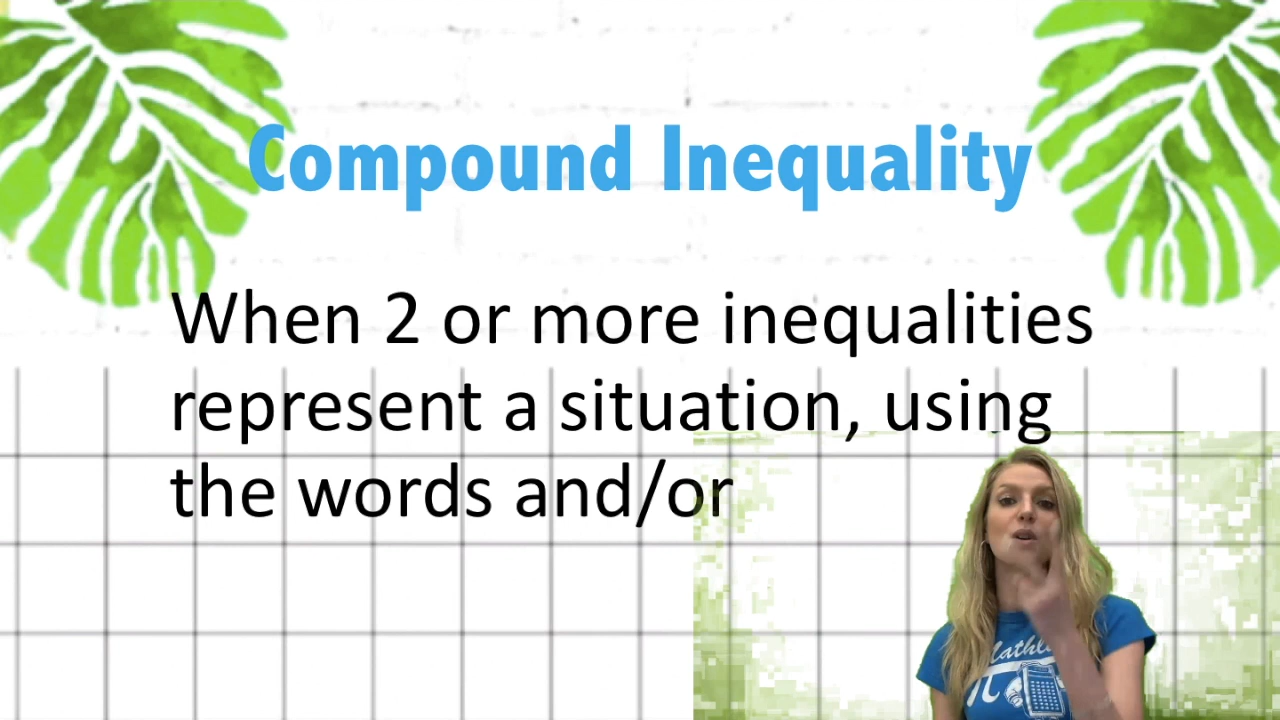 Compound Inequality
When 2 or more inequalities
represent a situation, using
the words and/or
π